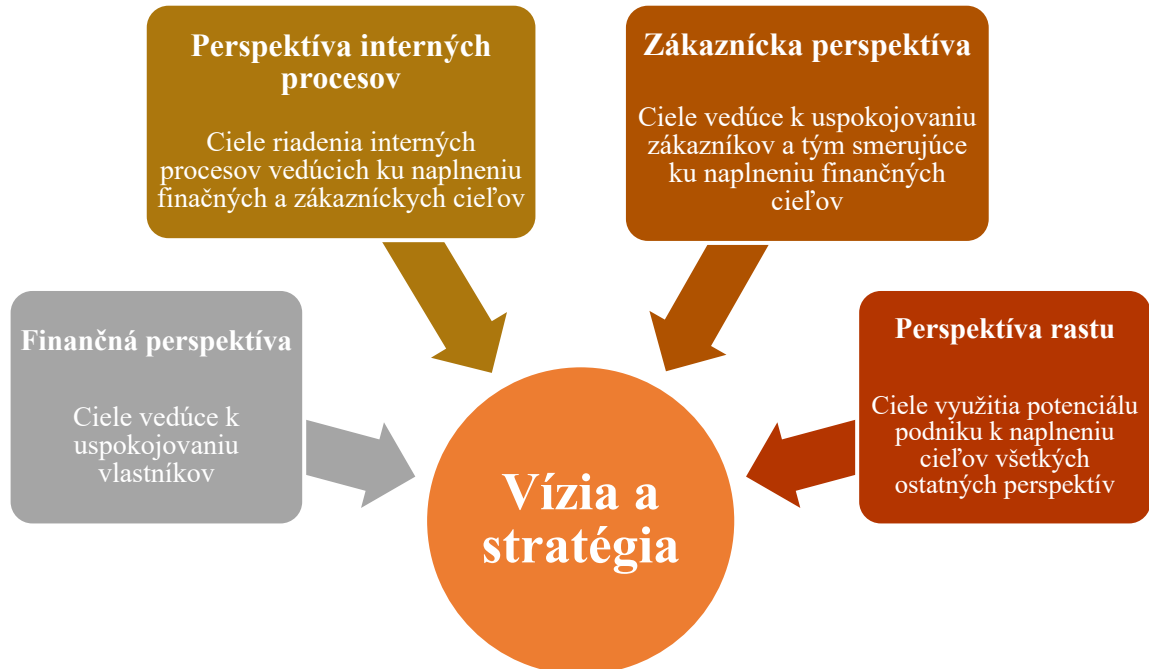 Perspektíva interných
procesov
Ciele riadenia interných
procesov vedúcich ku naplneniu
finačných a zákazníckych cieľov
Zákaznícka perspektíva
Ciele vedúce k uspokojovaniu
zákazníkov a tým smerujúce
ku naplneniu finančných
cieľov
Finančná perspektíva
Ciele vedúce k
uspokojovaniu
vlastníkov
Perspektíva rastu
Ciele využitia potenciálu
podniku k naplneniu
cieľov všetkých
ostatných perspektív
Vízia a
stratégia